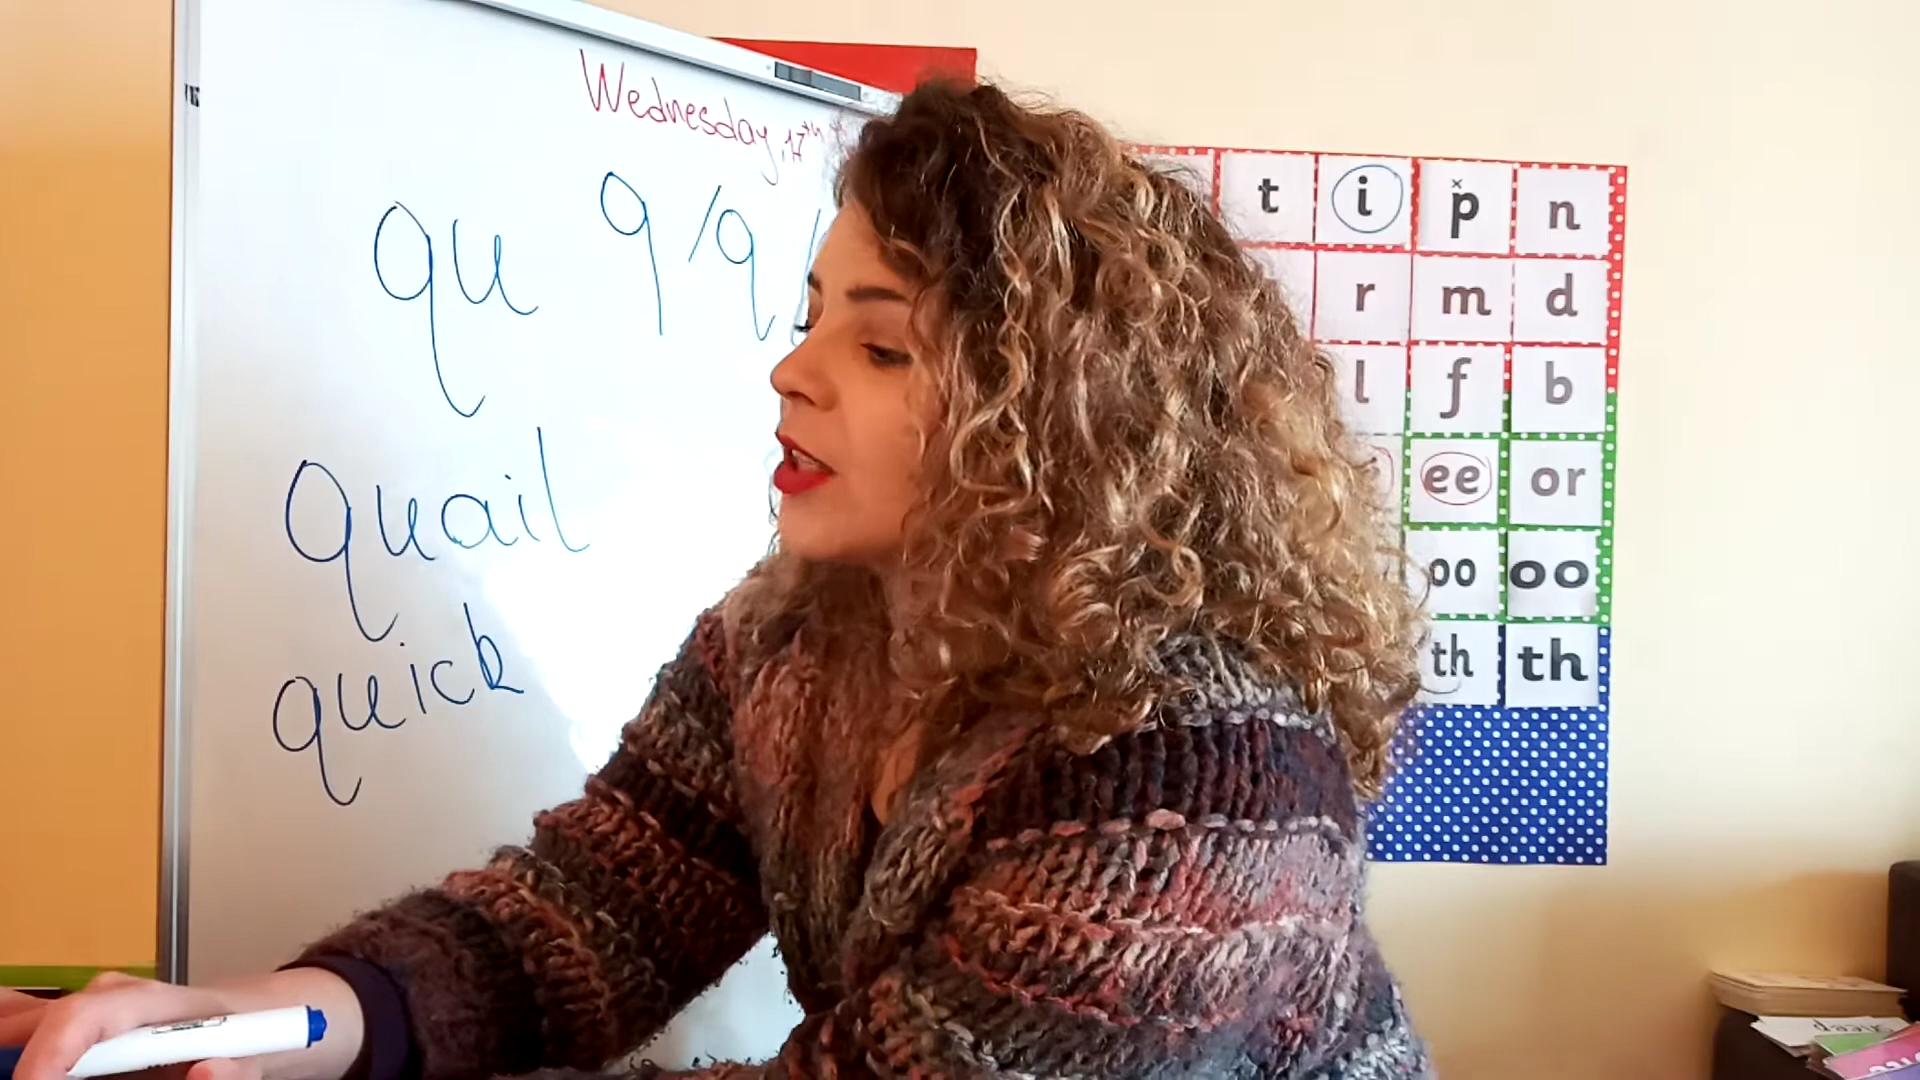 Wednesday, 17th
qu q/q/
quail
quick
t i p n
r m d
l f b
ee or
oo oo
th th